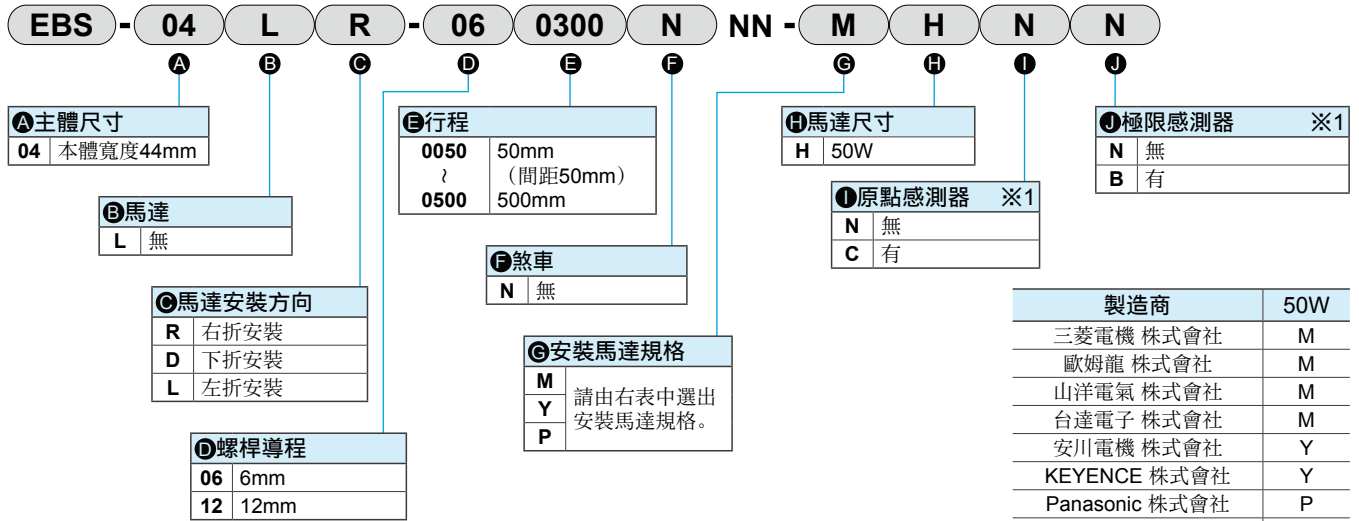 EBS - 04 L R - 06 0300 N NN - M H N N
A B C D E F G H I J
A主體尺寸
04 本體寬度44mm
B馬達
L 無
C馬達安裝方向
R 右折安裝
D 下折安裝
L 左折安裝
D螺桿導程
06 6mm
12 12mm
E行程
0050 50mm
~ （間距50mm）
0500 500mm
F煞車
N 無
G安裝馬達規格
M
Y
P
請由右表中選出
安裝馬達規格。
H馬達尺寸
H 50W
I原點感測器 ※1
N 無
C 有
J極限感測器 ※1
N 無
B 有
製造商 50W
三菱電機 株式會社 M
歐姆龍 株式會社 M
山洋電氣 株式會社 M
台達電子 株式會社 M
安川電機 株式會社 Y
KEYENCE 株式會社 Y
Panasonic 株式會社 P